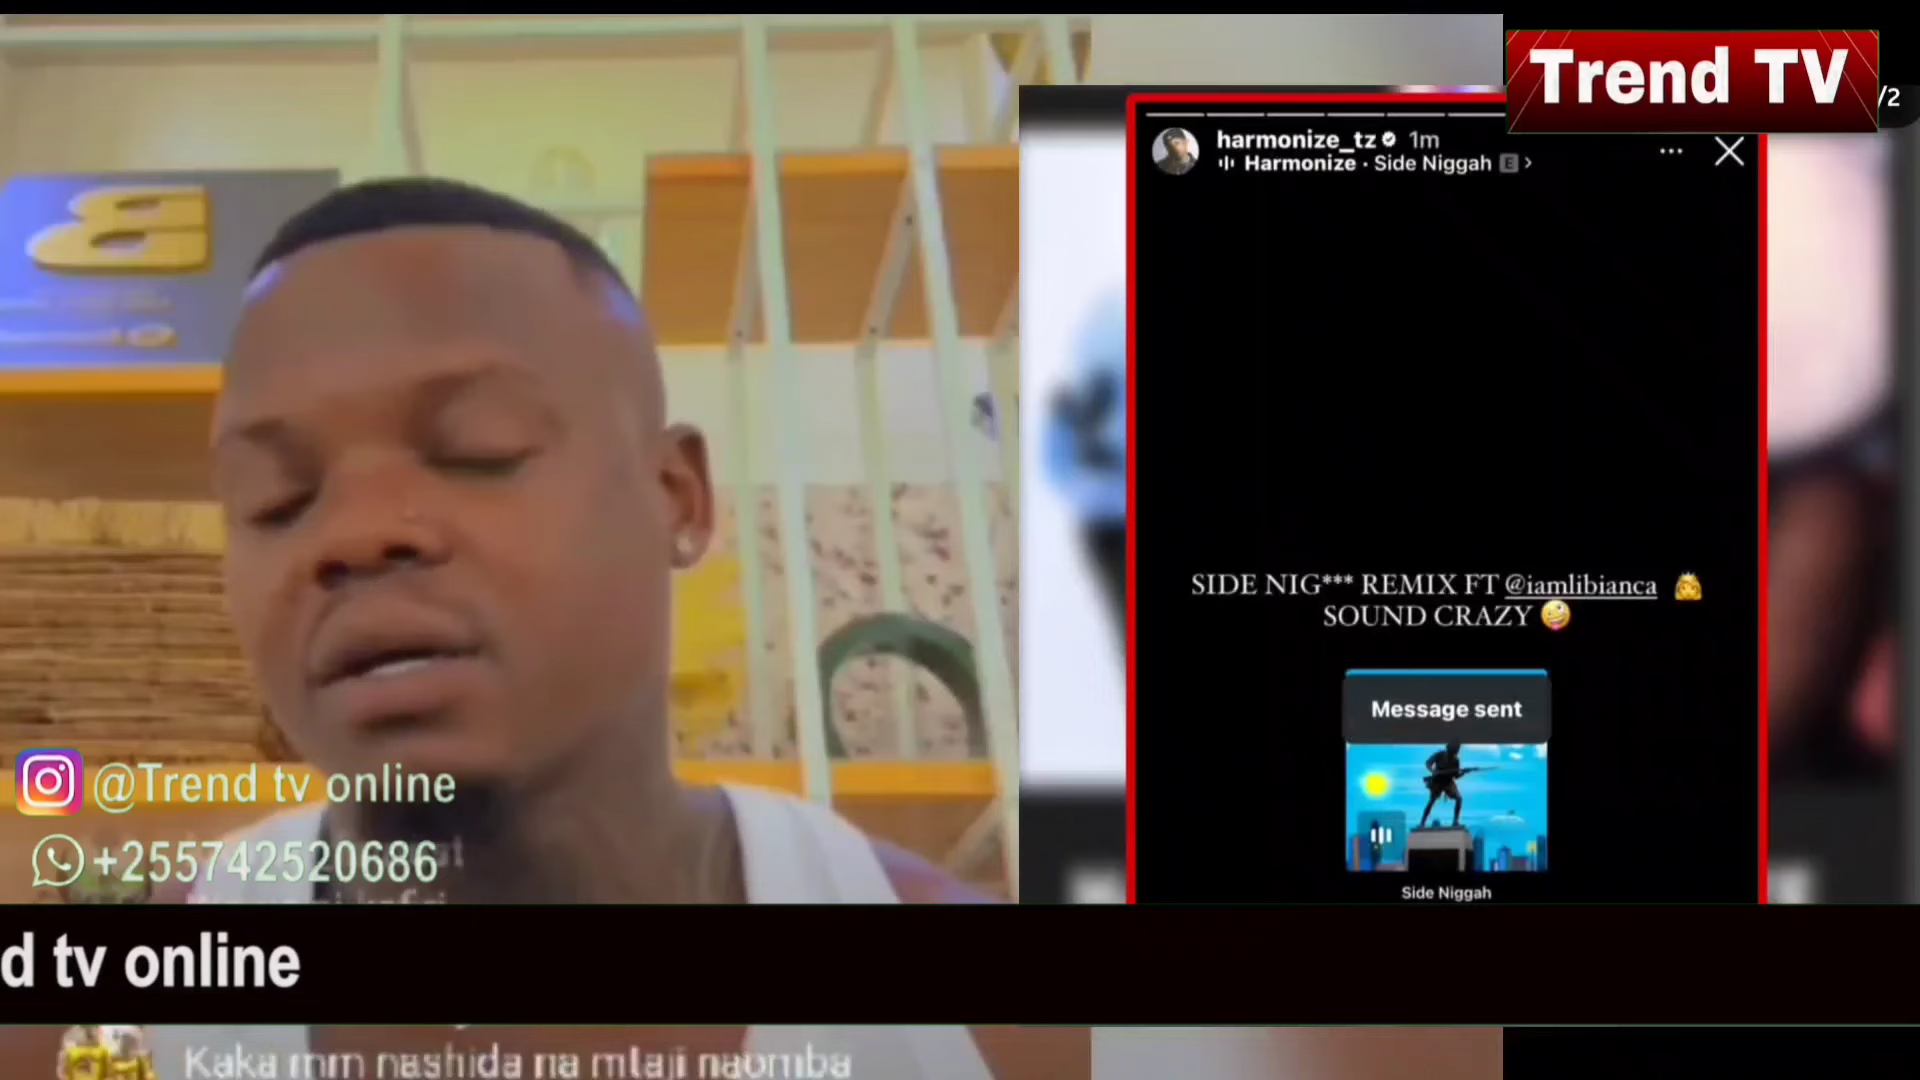 Trend TV
/2
harmonize_tz 1m
Harmonize · Side Niggah E >
SIDE NIG*** REMIX FT @iamlibianca
SOUND CRAZY
Message sent
Side Niggah
@Trend tv online
+255742520686
d tv online
Kaka mm nashida na mtaji naomba